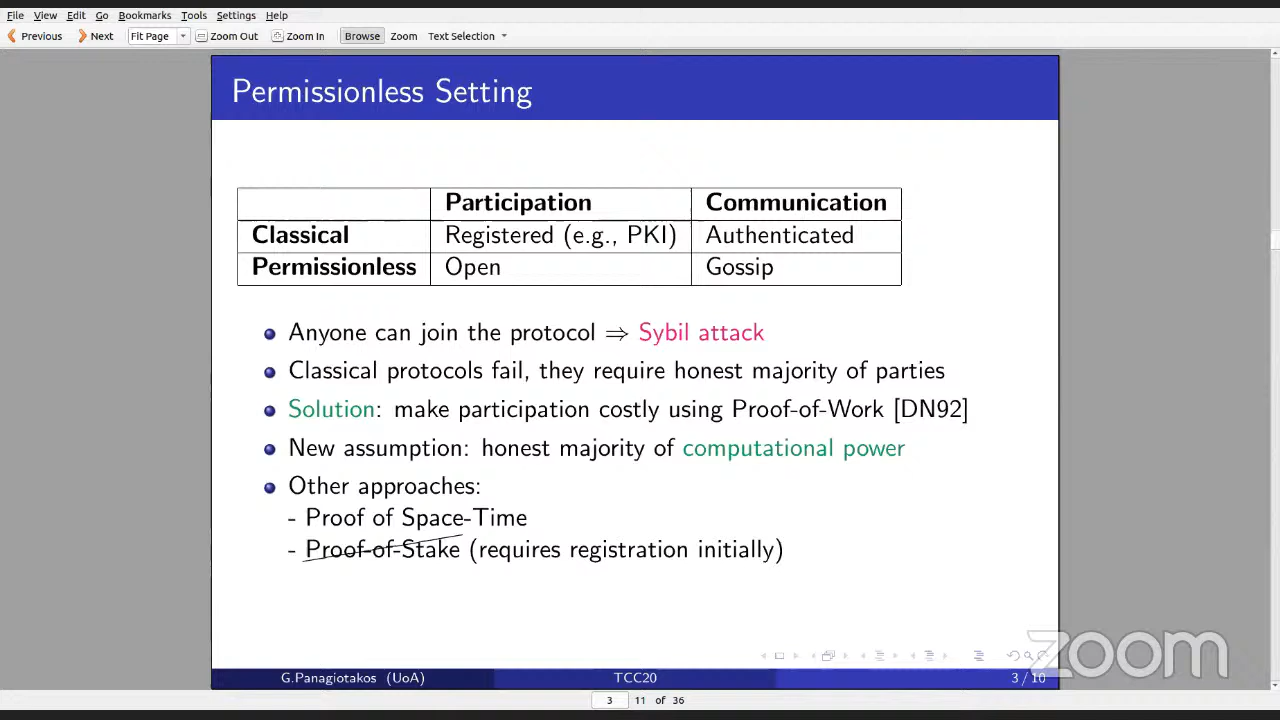 File View Edit Go Bookmarks Tools Settings Help
Previous Next Fit Page Zoom Out Zoom In Browse Zoom Text Selection
Permissionless Setting
Participation Communication
Classical Registered (e.g., PKI) Authenticated
Permissionless Open Gossip
Anyone can join the protocol ⇒ Sybil attack
Classical protocols fail, they require honest majority of parties
Solution: make participation costly using Proof-of-Work [DN92]
New assumption: honest majority of computational power
Other approaches:
- Proof of Space-Time
- Proof-of-Stake (requires registration initially)
zoom
G.Panagiotakos (UoA) TCC20 3 / 10
3 11 of 36